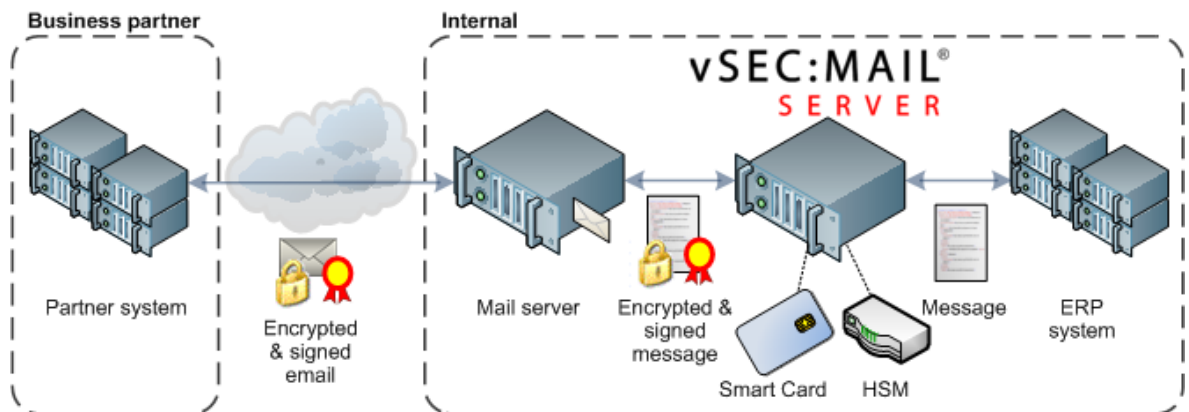 Business partner
Internal
vSEC:MAIL®
SERVER
Partner system
Encrypted
& signed
email
Mail server
Encrypted &
signed
message
Smart Card
HSM
Message
ERP
system